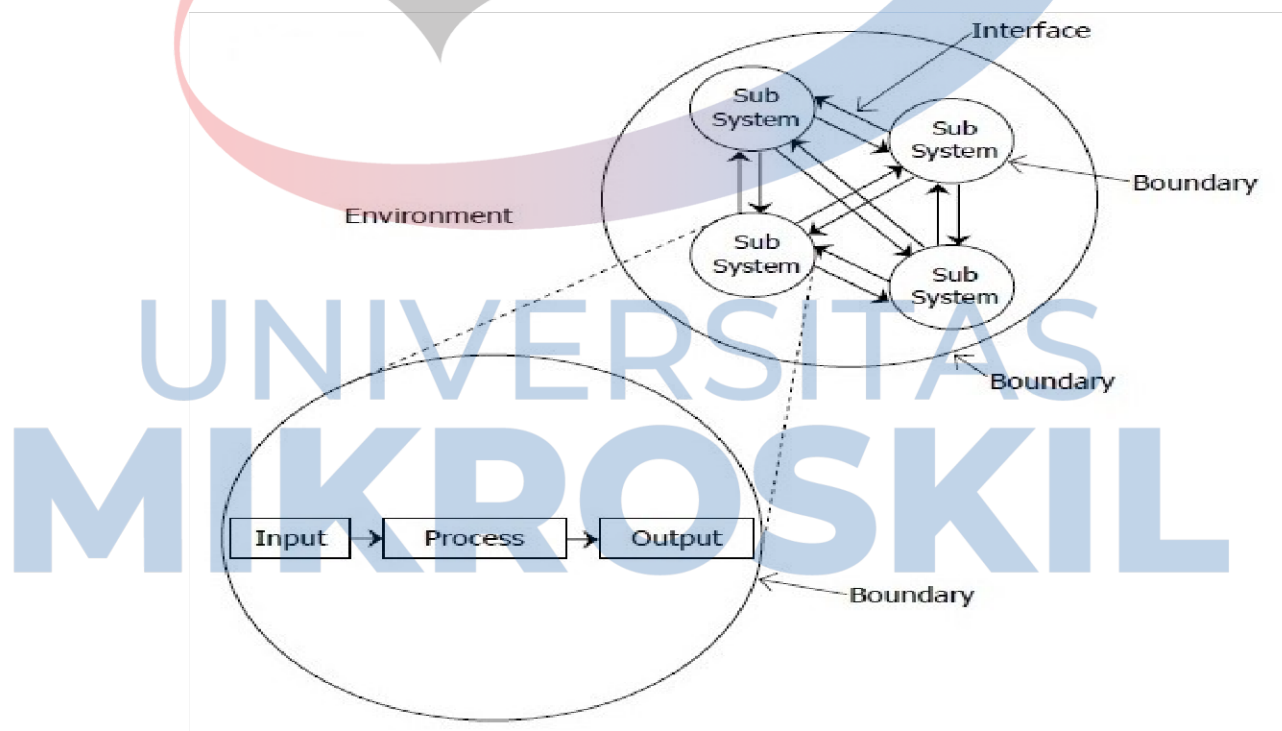 Interface
Sub
System
Sub
System
Boundary
Environment
Sub
System
Sub
System
Boundary
UNIVERSITAS
MIKROSKIL
Input
Process
Output
Boundary